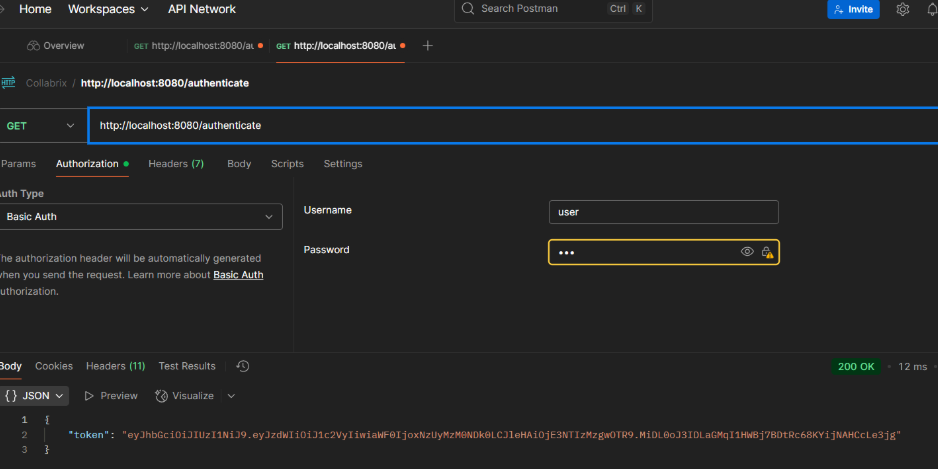 Home Workspaces API Network Search Postman Ctrl K Invite
Overview GET http://localhost:8080/au GET http://localhost:8080/au
HTTP Collabrix / http://localhost:8080/authenticate
GET http://localhost:8080/authenticate
Params Authorization Headers (7) Body Scripts Settings
Auth Type
Basic Auth
Username user
Password
The authorization header will be automatically generated
when you send the request. Learn more about Basic Auth
authorization.
Body Cookies Headers (11) Test Results 200 OK 12 ms
{} JSON Preview Visualize
1 {
2 "token": "eyJhbGciOiJIUzI1NiJ9.eyJzdWIiOiJ1c2VyIiwiaWF0IjoxNzUyMzM0NDk0LCJleHAiOjE3NTIzMzgwOTR9.MiDL0oJ3IDLaGMqI1HWBj7BDtRc68KYijNAHCcLe3jg"
3 }